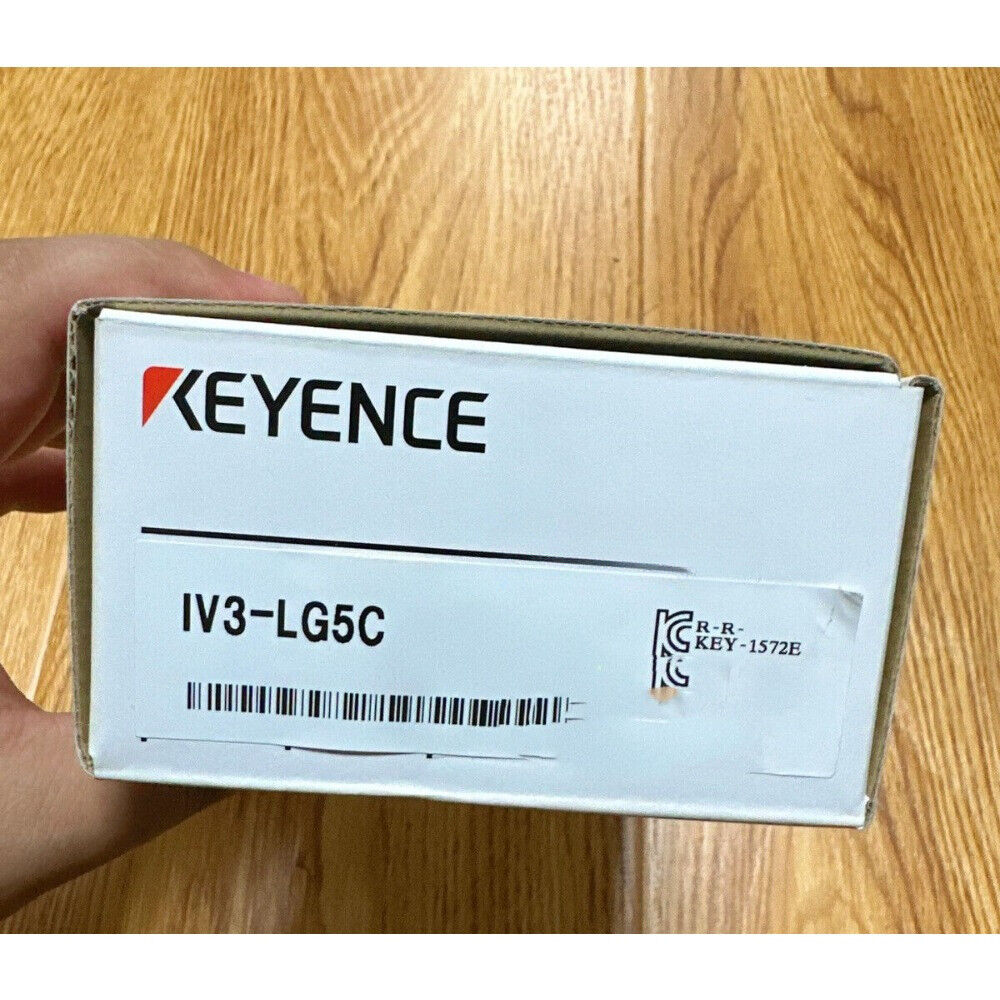 KEYENCE
IV3-LG5C
R-R-
KEY-1572E